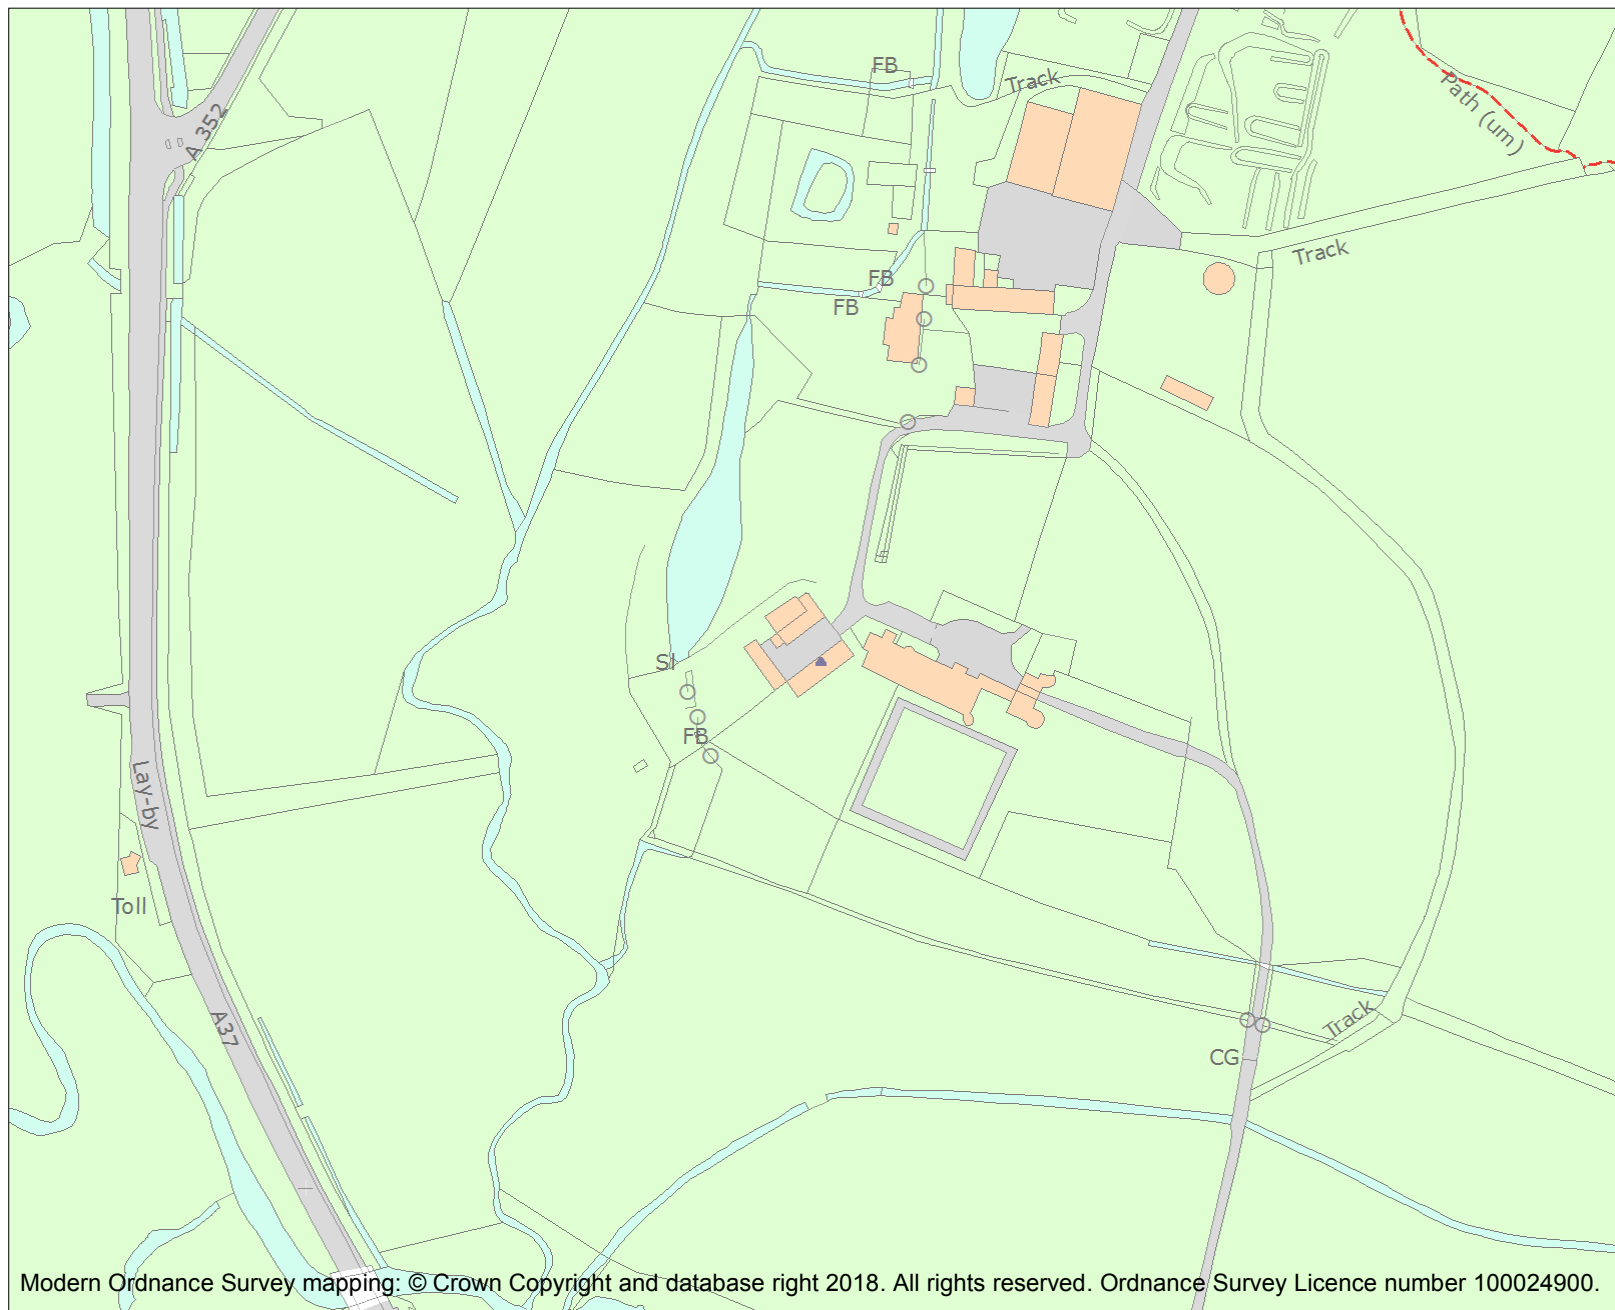 FB
Track
Path (um)
A 352
Track
FB
FB
SI
FB
Lay-by
Toll
A37
Track
CG
Modern Ordnance Survey mapping: © Crown Copyright and database right 2018. All rights reserved. Ordnance Survey Licence number 100024900.